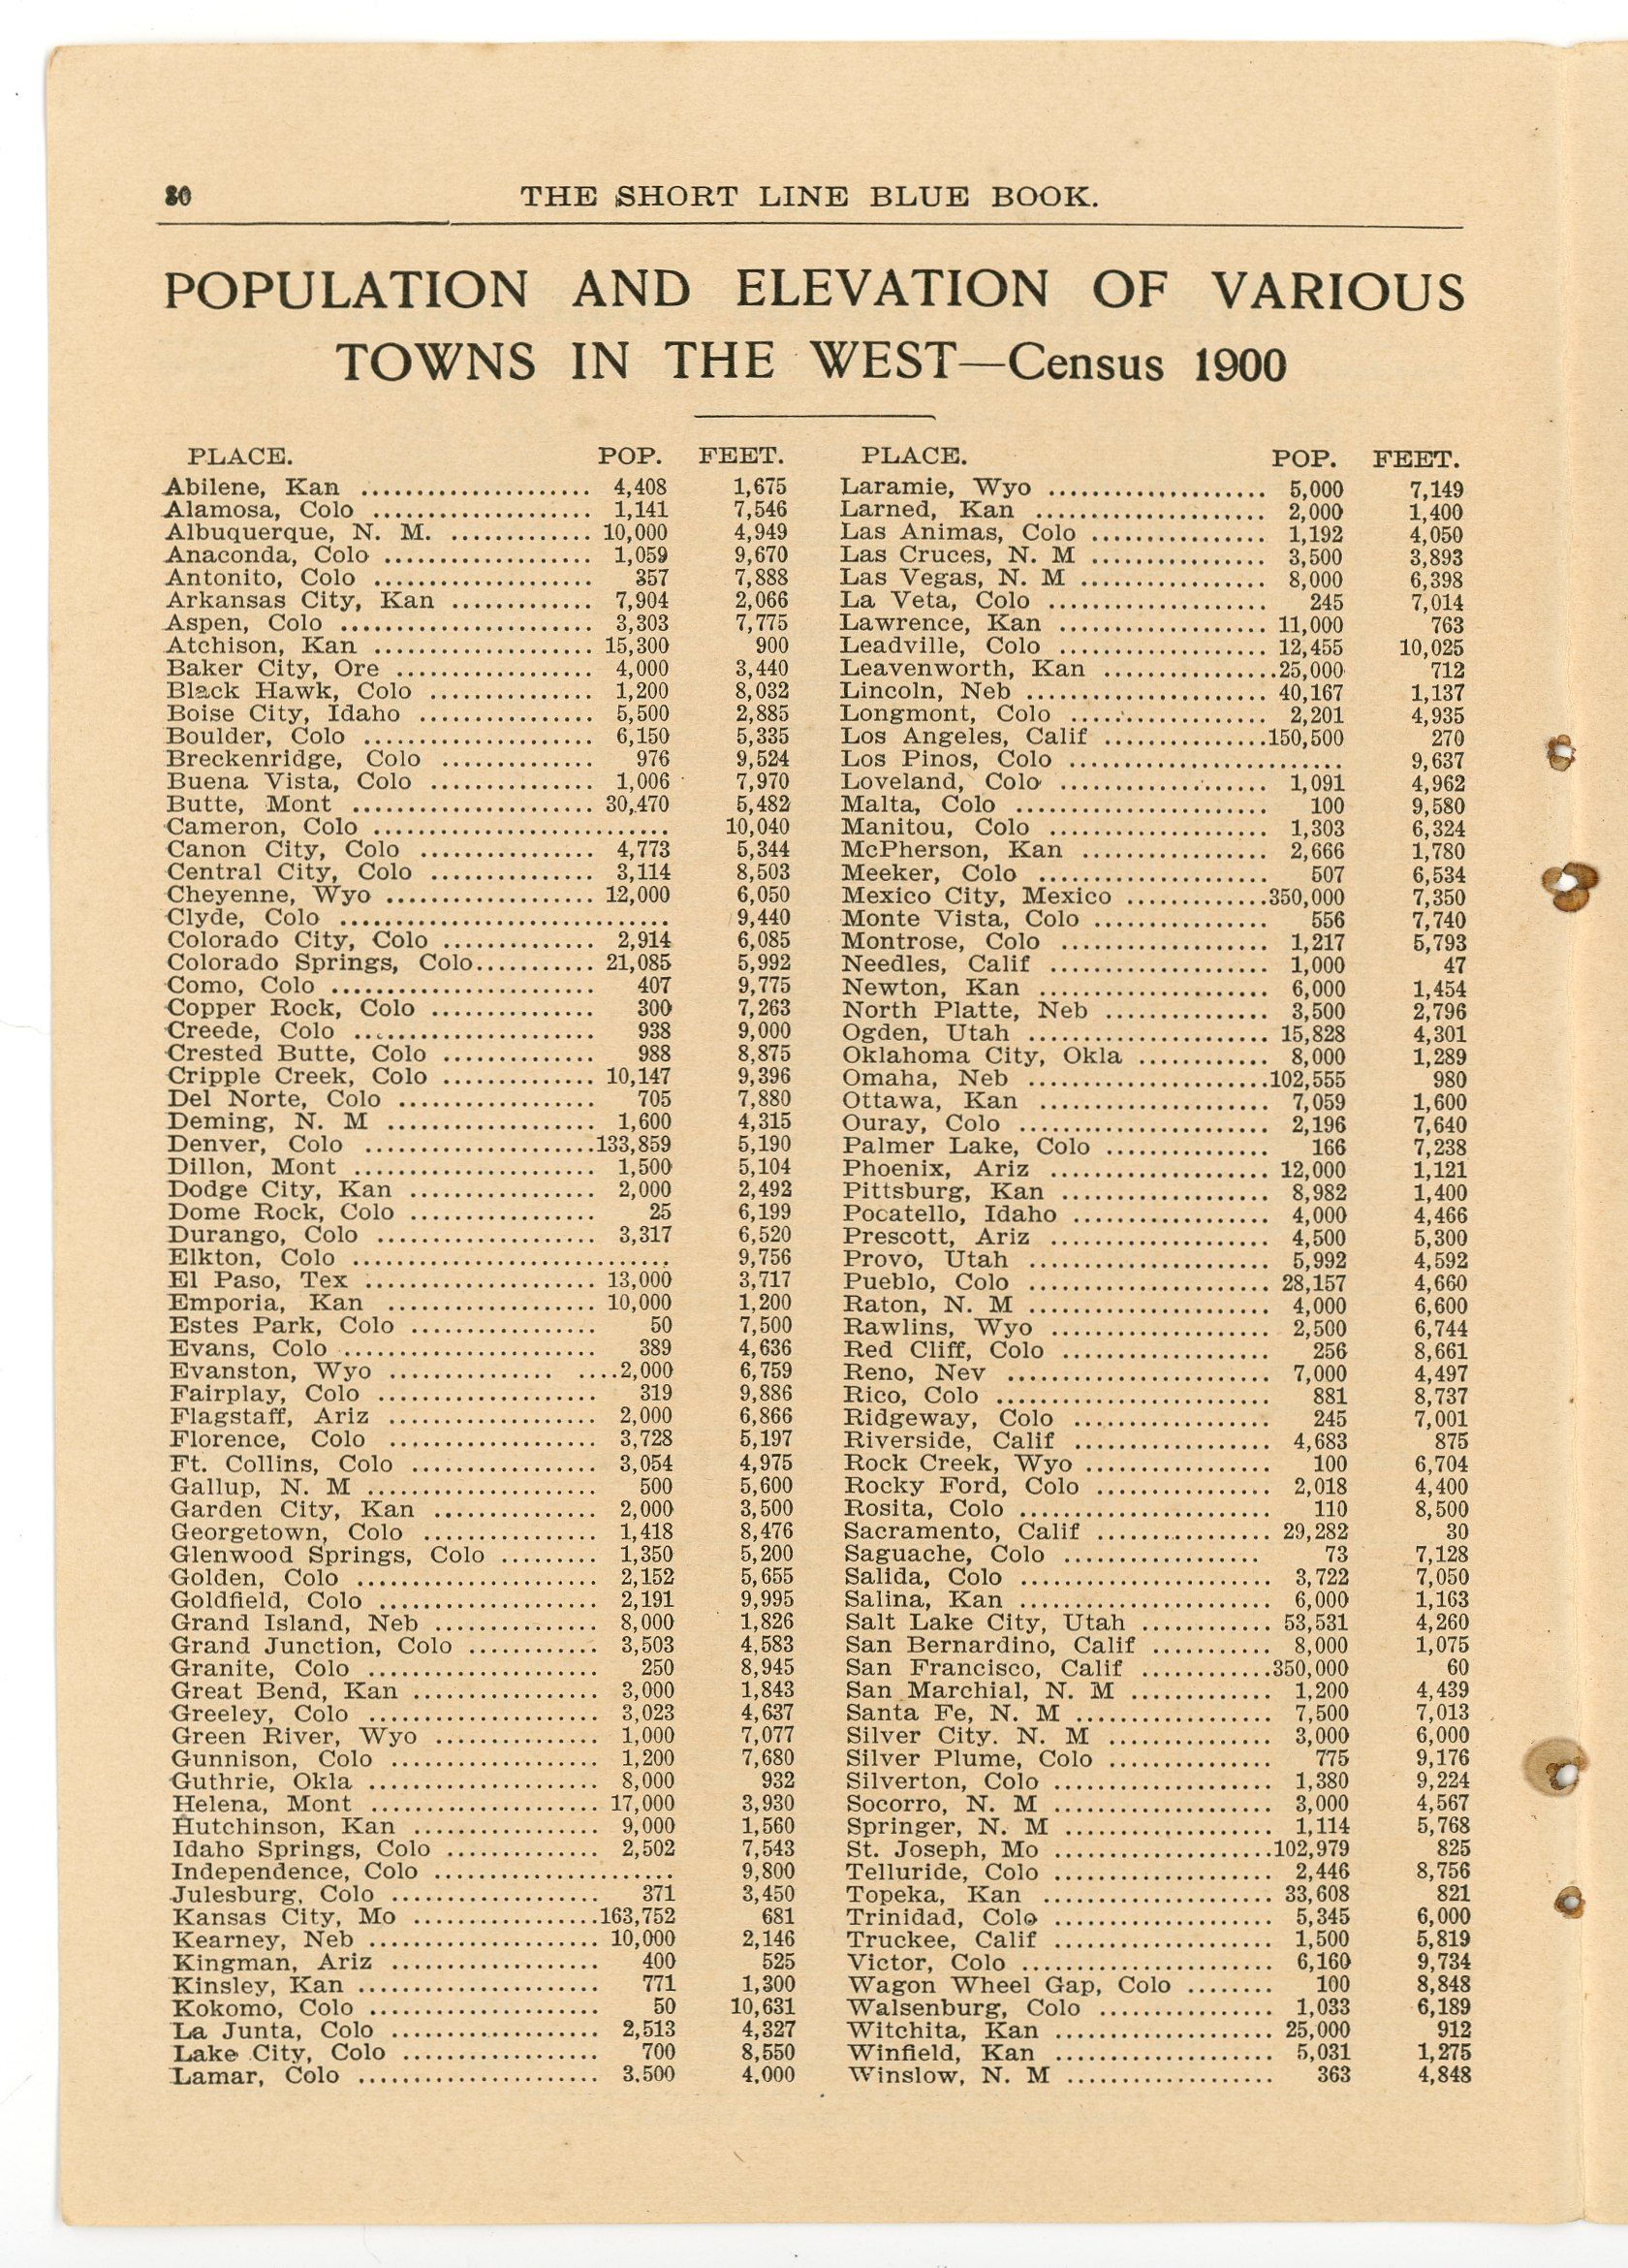 80
THE SHORT LINE BLUE BOOK.
POPULATION AND ELEVATION OF VARIOUS
TOWNS IN THE WEST—Census 1900
PLACE. POP. FEET.
Abilene, Kan ..................... 4,408 1,675
Alamosa, Colo .................... 1,141 7,546
Albuquerque, N. M. ............. 10,000 4,949
Anaconda, Colo ................... 1,059 9,670
Antonito, Colo .................... 357 7,888
Arkansas City, Kan ............. 7,904 2,066
Aspen, Colo ....................... 3,303 7,775
Atchison, Kan .................... 15,300 900
Baker City, Ore .................. 4,000 3,440
Black Hawk, Colo ............... 1,200 8,032
Boise City, Idaho ................ 5,500 2,885
Boulder, Colo ..................... 6,150 5,335
Breckenridge, Colo .............. 976 9,524
Buena Vista, Colo ............... 1,006 7,970
Butte, Mont ...................... 30,470 5,482
Cameron, Colo ........................... 10,040
Canon City, Colo ................ 4,773 5,344
Central City, Colo ............... 3,114 8,503
Cheyenne, Wyo ................... 12,000 6,050
Clyde, Colo .............................. 9,440
Colorado City, Colo .............. 2,914 6,085
Colorado Springs, Colo........... 21,085 5,992
Como, Colo ........................ 407 9,775
Copper Rock, Colo ............... 300 7,263
Creede, Colo ...................... 938 9,000
Crested Butte, Colo .............. 988 8,875
Cripple Creek, Colo .............. 10,147 9,396
Del Norte, Colo .................. 705 7,880
Deming, N. M ................... 1,600 4,315
Denver, Colo .....................133,859 5,190
Dillon, Mont ...................... 1,500 5,104
Dodge City, Kan ................. 2,000 2,492
Dome Rock, Colo ................. 25 6,199
Durango, Colo .................... 3,317 6,520
Elkton, Colo ............................. 9,756
El Paso, Tex ..................... 13,000 3,717
Emporia, Kan ................... 10,000 1,200
Estes Park, Colo ................. 50 7,500
Evans, Colo ....................... 389 4,636
Evanston, Wyo ............... ....2,000 6,759
Fairplay, Colo .................... 319 9,886
Flagstaff, Ariz ................... 2,000 6,866
Florence, Colo ................... 3,728 5,197
Ft. Collins, Colo ................. 3,054 4,975
Gallup, N. M ..................... 500 5,600
Garden City, Kan ............... 2,000 3,500
Georgetown, Colo ................ 1,418 8,476
Glenwood Springs, Colo ......... 1,350 5,200
Golden, Colo ...................... 2,152 5,655
Goldfield, Colo .................... 2,191 9,995
Grand Island, Neb ............... 8,000 1,826
Grand Junction, Colo ............ 3,503 4,583
Granite, Colo ..................... 250 8,945
Great Bend, Kan ................. 3,000 1,843
Greeley, Colo ..................... 3,023 4,637
Green River, Wyo ............... 1,000 7,077
Gunnison, Colo ................... 1,200 7,680
Guthrie, Okla ..................... 8,000 932
Helena, Mont ..................... 17,000 3,930
Hutchinson, Kan ................. 9,000 1,560
Idaho Springs, Colo .............. 2,502 7,543
Independence, Colo ...................... 9,800
Julesburg, Colo ................... 371 3,450
Kansas City, Mo .................163,752 681
Kearney, Neb ..................... 10,000 2,146
Kingman, Ariz ................... 400 525
Kinsley, Kan ...................... 771 1,300
Kokomo, Colo ..................... 50 10,631
La Junta, Colo ................... 2,513 4,327
Lake City, Colo .................. 700 8,550
Lamar, Colo ...................... 3.500 4.000
PLACE. POP. FEET.
Laramie, Wyo .................... 5,000 7,149
Larned, Kan ..................... 2,000 1,400
Las Animas, Colo ................ 1,192 4,050
Las Cruces, N. M ................ 3,500 3,893
Las Vegas, N. M ................. 8,000 6,398
La Veta, Colo .................... 245 7,014
Lawrence, Kan ................... 11,000 763
Leadville, Colo ................... 12,455 10,025
Leavenworth, Kan ...............25,000 712
Lincoln, Neb ...................... 40,167 1,137
Longmont, Colo .................. 2,201 4,935
Los Angeles, Calif ...............150,500 270
Los Pinos, Colo ......................... 9,637
Loveland, Colo ................... 1,091 4,962
Malta, Colo ....................... 100 9,580
Manitou, Colo .................... 1,303 6,324
McPherson, Kan ................. 2,666 1,780
Meeker, Colo ..................... 507 6,534
Mexico City, Mexico .............350,000 7,350
Monte Vista, Colo ................ 556 7,740
Montrose, Colo ................... 1,217 5,793
Needles, Calif .................... 1,000 47
Newton, Kan ..................... 6,000 1,454
North Platte, Neb ............... 3,500 2,796
Ogden, Utah ...................... 15,828 4,301
Oklahoma City, Okla ............ 8,000 1,289
Omaha, Neb ......................102,555 980
Ottawa, Kan ..................... 7,059 1,600
Ouray, Colo ....................... 2,196 7,640
Palmer Lake, Colo ............... 166 7,238
Phoenix, Ariz .................... 12,000 1,121
Pittsburg, Kan ................... 8,982 1,400
Pocatello, Idaho .................. 4,000 4,466
Prescott, Ariz .................... 4,500 5,300
Provo, Utah ...................... 5,992 4,592
Pueblo, Colo ...................... 28,157 4,660
Raton, N. M ...................... 4,000 6,600
Rawlins, Wyo .................... 2,500 6,744
Red Cliff, Colo ................... 256 8,661
Reno, Nev ........................ 7,000 4,497
Rico, Colo ......................... 881 8,737
Ridgeway, Colo .................. 245 7,001
Riverside, Calif .................. 4,683 875
Rock Creek, Wyo ................. 100 6,704
Rocky Ford, Colo ................ 2,018 4,400
Rosita, Colo ....................... 110 8,500
Sacramento, Calif ................ 29,282 30
Saguache, Colo .................. 73 7,128
Salida, Colo ....................... 3,722 7,050
Salina, Kan ....................... 6,000 1,163
Salt Lake City, Utah ............ 53,531 4,260
San Bernardino, Calif ........... 8,000 1,075
San Francisco, Calif ............350,000 60
San Marchial, N. M ............. 1,200 4,439
Santa Fe, N. M .................. 7,500 7,013
Silver City. N. M ............... 3,000 6,000
Silver Plume, Colo ............... 775 9,176
Silverton, Colo .................... 1,380 9,224
Socorro, N. M .................... 3,000 4,567
Springer, N. M ................... 1,114 5,768
St. Joseph, Mo ....................102,979 825
Telluride, Colo .................... 2,446 8,756
Topeka, Kan ..................... 33,608 821
Trinidad, Colo .................... 5,345 6,000
Truckee, Calif .................... 1,500 5,819
Victor, Colo ....................... 6,160 9,734
Wagon Wheel Gap, Colo ........ 100 8,848
Walsenburg, Colo ................ 1,033 6,189
Witchita, Kan .................... 25,000 912
Winfield, Kan .................... 5,031 1,275
Winslow, N. M ................... 363 4,848